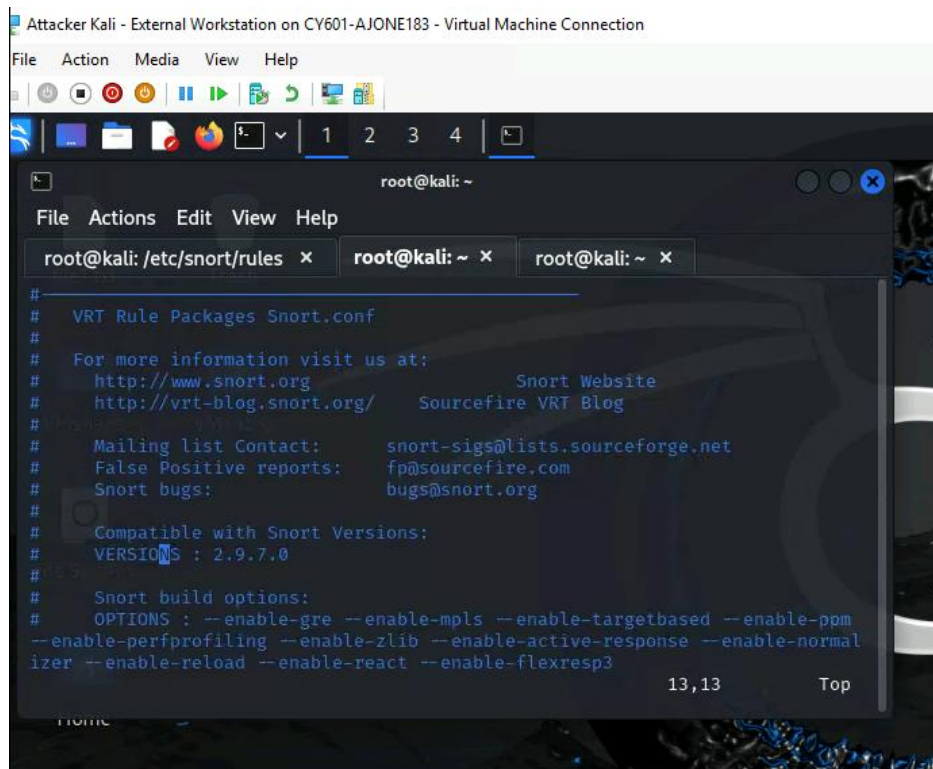 Attacker Kali - External Workstation on CY601-AJONE183 - Virtual Machine Connection
File Action Media View Help
1 2 3 4
root@kali: ~
File Actions Edit View Help
root@kali: /etc/snort/rules × root@kali: ~ × root@kali: ~ ×
#
# VRT Rule Packages Snort.conf
#
# For more information visit us at:
# http://www.snort.org Snort Website
# http://vrt-blog.snort.org/ Sourcefire VRT Blog
#
# Mailing list Contact: snort-sigs@lists.sourceforge.net
# False Positive reports: fp@sourcefire.com
# Snort bugs: bugs@snort.org
#
# Compatible with Snort Versions:
# VERSIONS : 2.9.7.0
#
# Snort build options:
# OPTIONS : --enable-gre --enable-mpls --enable-targetbased --enable-ppm
--enable-perfprofiling --enable-zlib --enable-active-response --enable-normal
izer --enable-reload --enable-react --enable-flexresp3
13,13 Top
Home